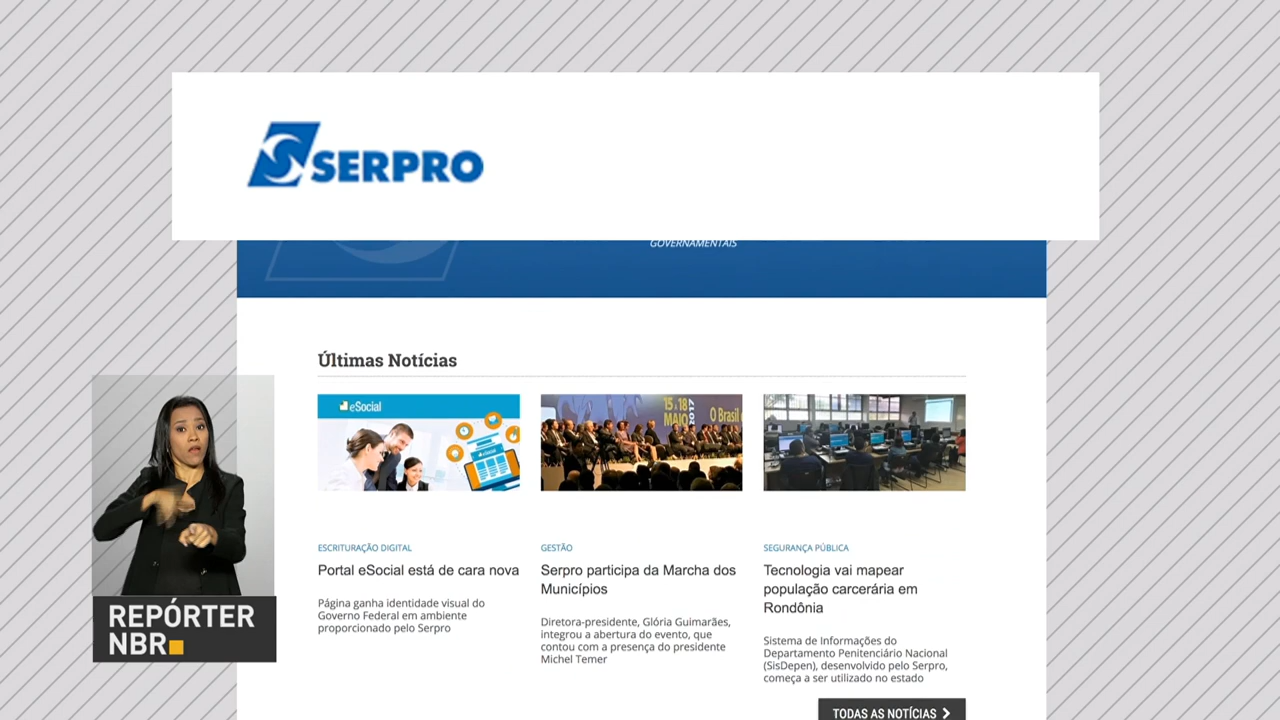 SERPRO
GOVERNAMENTAIS
Últimas Notícias
eSocial
15 a 18
MAIO
2017
O Brasil
ESCRITURAÇÃO DIGITAL
Portal eSocial está de cara nova
Página ganha identidade visual do
Governo Federal em ambiente
proporcionado pelo Serpro
GESTÃO
Serpro participa da Marcha dos
Municípios
Diretora-presidente, Glória Guimarães,
integrou a abertura do evento, que
contou com a presença do presidente
Michel Temer
SEGURANÇA PÚBLICA
Tecnologia vai mapear
população carcerária em
Rondônia
Sistema de Informações do
Departamento Penitenciário Nacional
(SisDepen), desenvolvido pelo Serpro,
começa a ser utilizado no estado
TODAS AS NOTÍCIAS
REPÓRTER
NBR